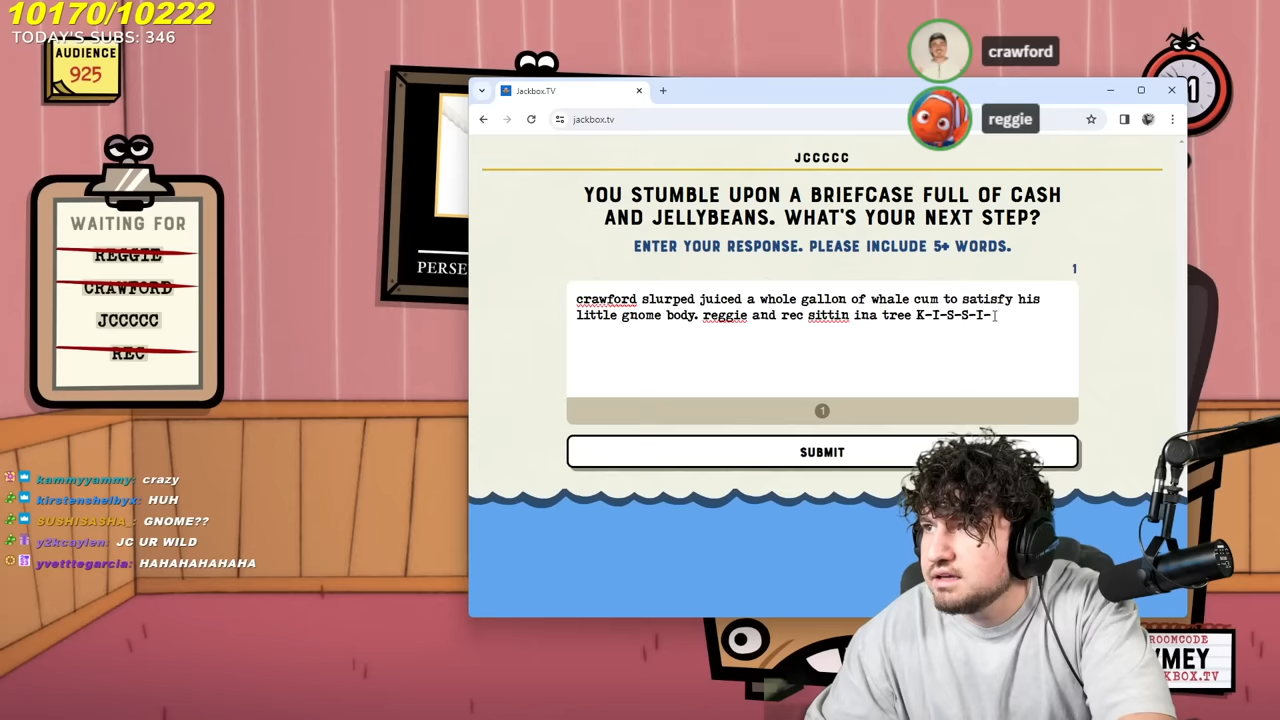 10170/10222
TODAY'S SUBS: 346
AUDIENCE
925
WAITING FOR
REGGIE
CRAWFORD
JCCCCC
REC
PERSE
crawford
reggie
Jackbox.TV
jackbox.tv
JCCCCC
YOU STUMBLE UPON A BRIEFCASE FULL OF CASH
AND JELLYBEANS. WHAT'S YOUR NEXT STEP?
ENTER YOUR RESPONSE. PLEASE INCLUDE 5+ WORDS.
1
crawford slurped juiced a whole gallon of whale cum to satisfy his
little gnome body. reggie and rec sittin ina tree K-I-S-S-I-
1
SUBMIT
kammyyammy: crazy
kirstenshelbyx: HUH
SUSHISASHA_: GNOME??
y2kcaylen: JC UR WILD
yvetttegarcia: HAHAHAHAHAHA
ROOMCODE
MEY
KBOX.TV